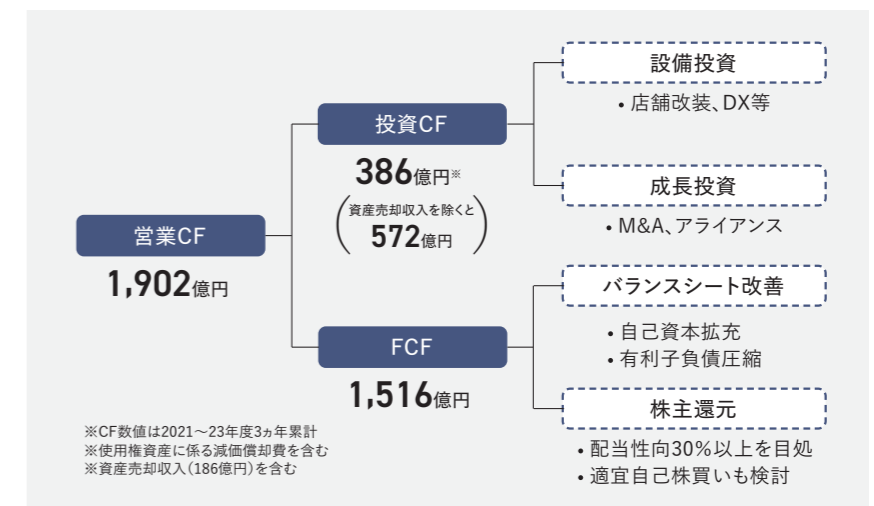 営業CF
1,902億円
投資CF
386億円※
資産売却収入を除くと
572億円
FCF
1,516億円
設備投資
• 店舗改装、DX等
成長投資
• M&A、アライアンス
バランスシート改善
• 自己資本拡充
• 有利子負債圧縮
株主還元
• 配当性向30%以上を目処
• 適宜自己株買いも検討
※CF数値は2021〜23年度3ヵ年累計
※使用権資産に係る減価償却費を含む
※資産売却収入(186億円)を含む